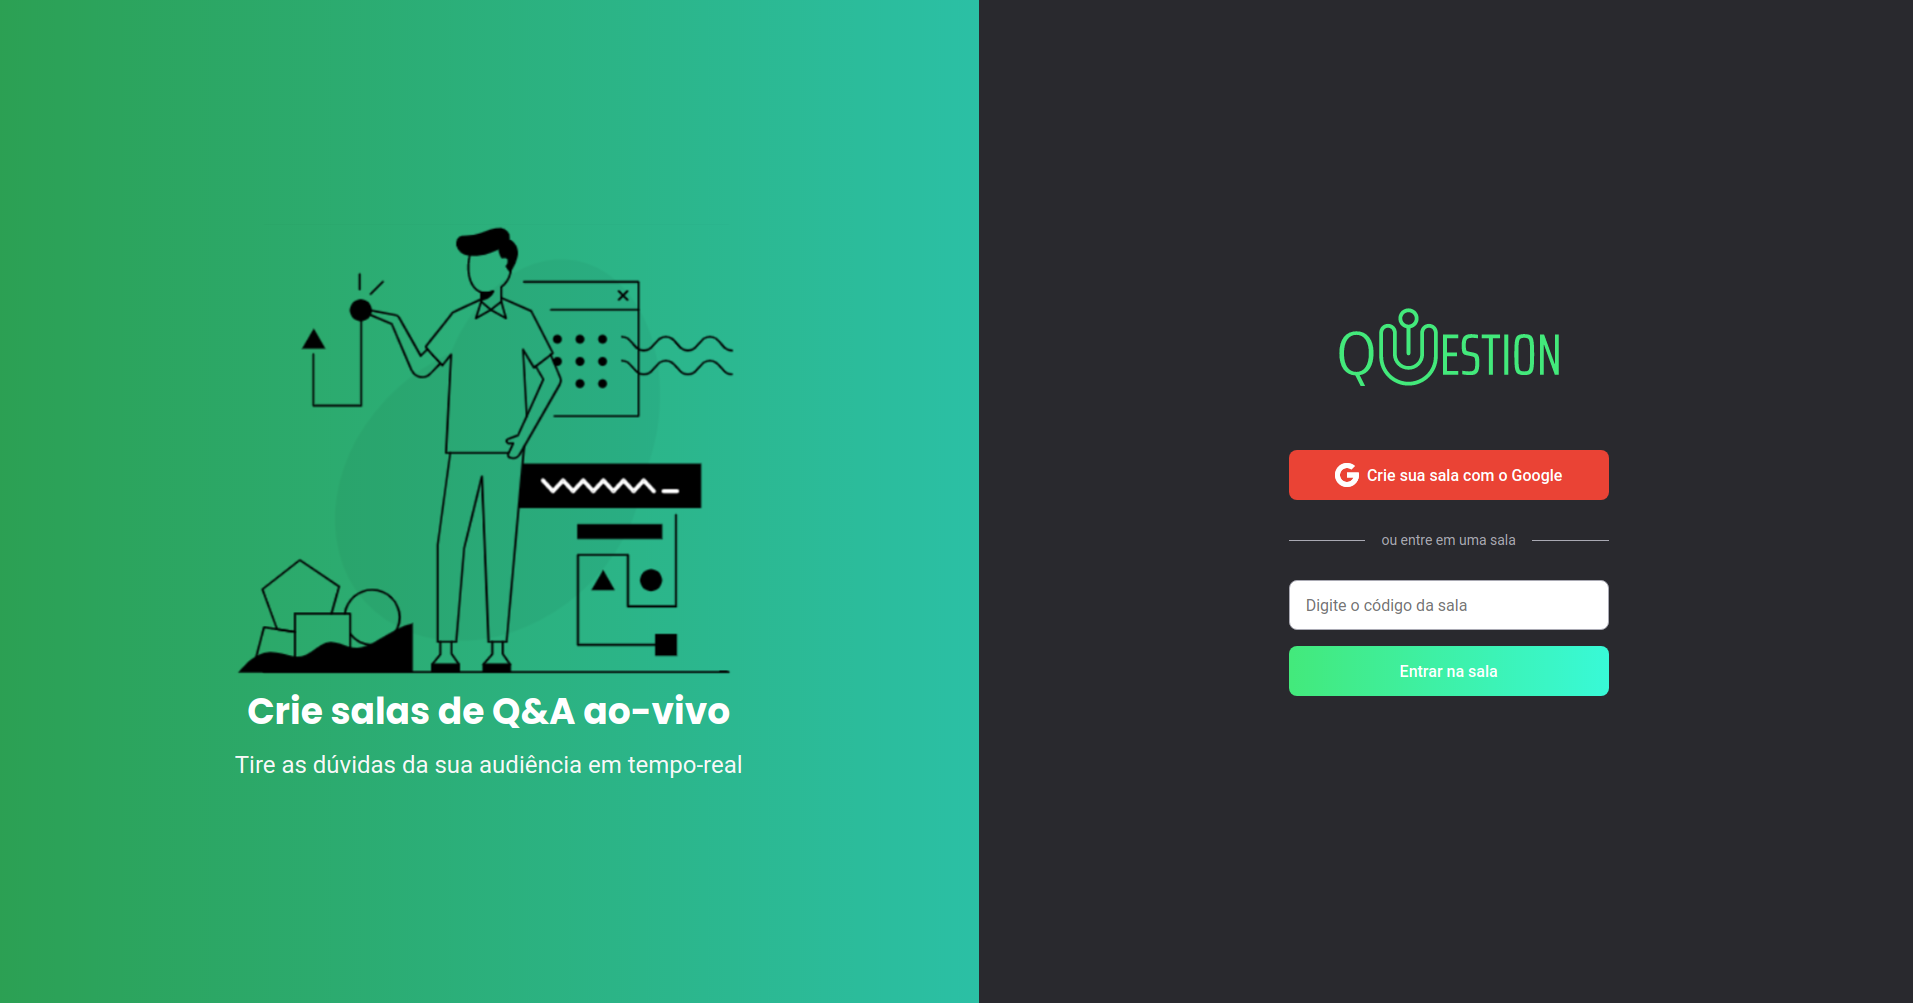 Crie salas de Q&A ao-vivo
Tire as dúvidas da sua audiência em tempo-real
QUESTION
Crie sua sala com o Google
ou entre em uma sala
Digite o código da sala
Entrar na sala